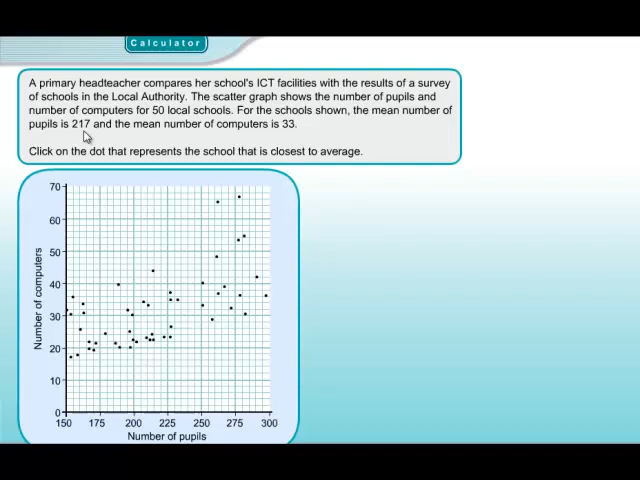 Calculator
A primary headteacher compares her school's ICT facilities with the results of a survey
of schools in the Local Authority. The scatter graph shows the number of pupils and
number of computers for 50 local schools. For the schools shown, the mean number of
pupils is 217 and the mean number of computers is 33.
Click on the dot that represents the school that is closest to average.
70
60
50
40
30
20
10
0
Number of computers
150 175 200 225 250 275 300
Number of pupils